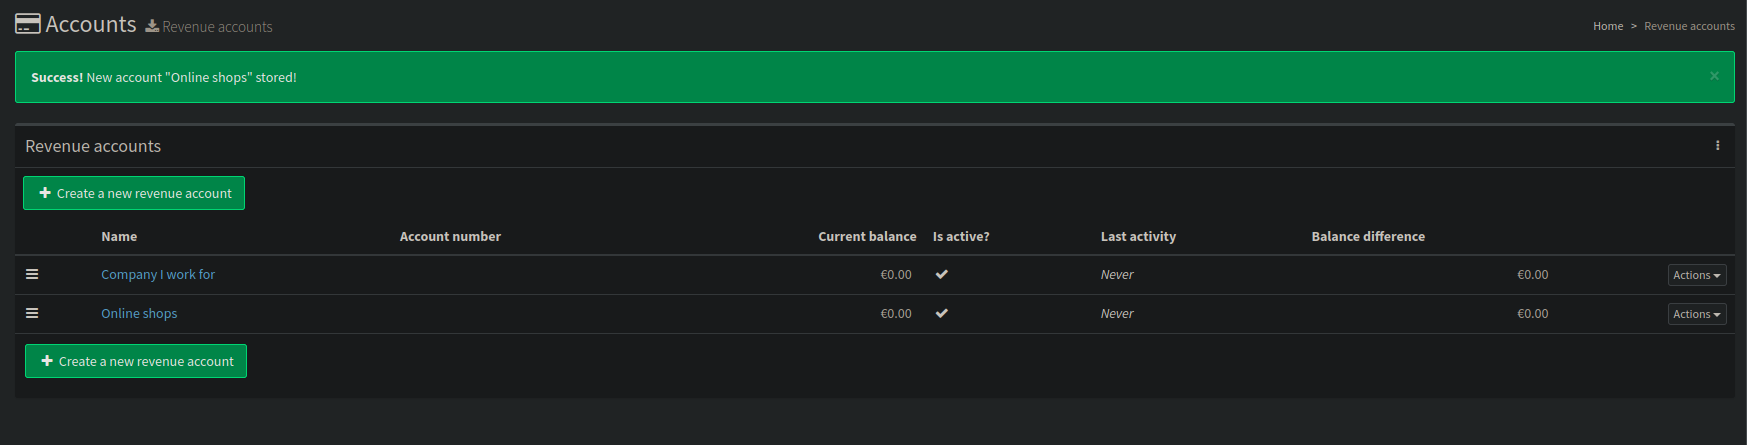 Accounts Revenue accounts
Home > Revenue accounts
Success! New account "Online shops" stored!
×
Revenue accounts
Create a new revenue account
Name Account number Current balance Is active? Last activity Balance difference
Company I work for €0.00 Never €0.00 Actions
Online shops €0.00 Never €0.00 Actions
Create a new revenue account